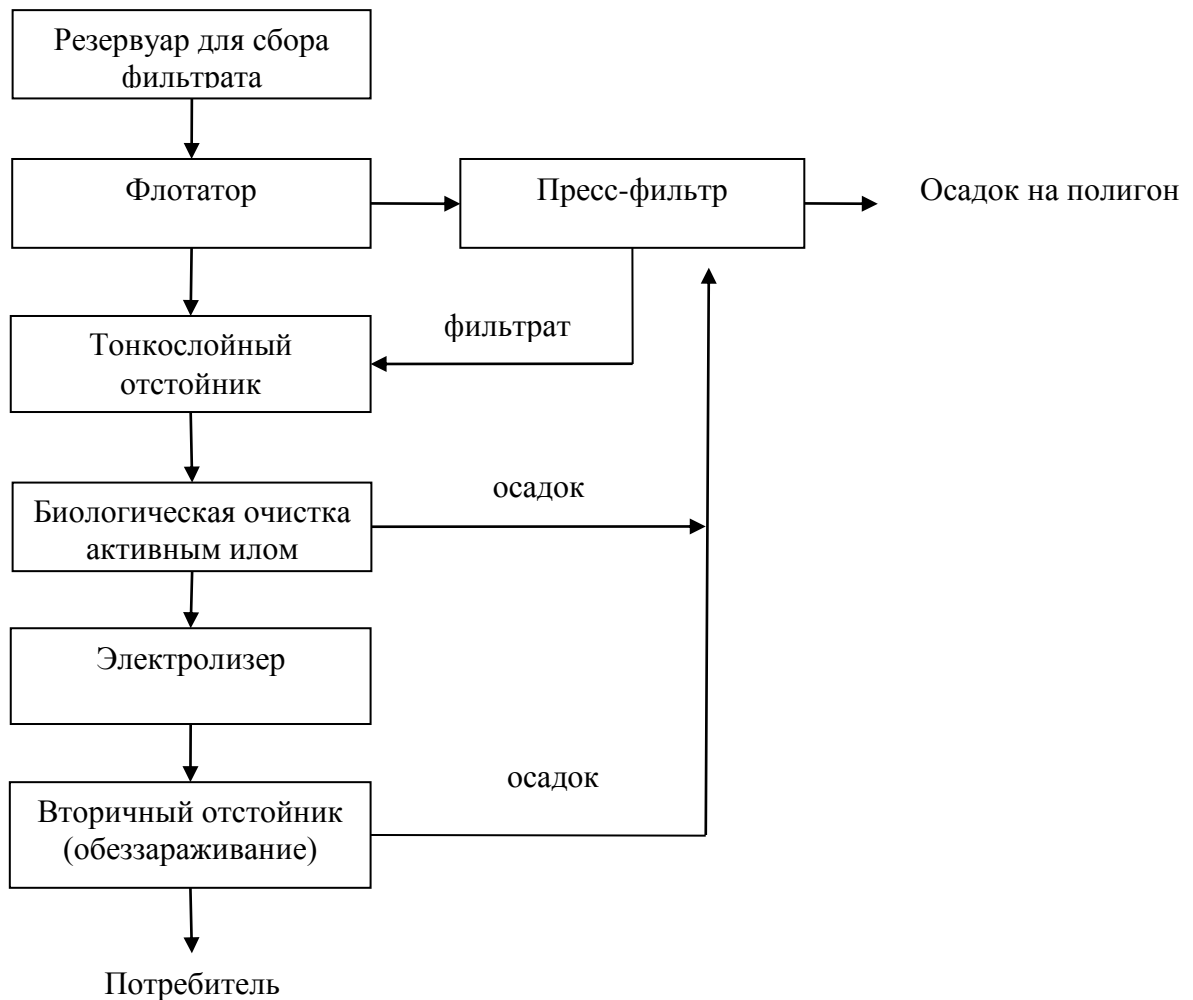 Резервуар для сбора
фильтрата
Флотатор
Пресс-фильтр
Осадок на полигон
фильтрат
Тонкослойный
отстойник
осадок
Биологическая очистка
активным илом
Электролизер
осадок
Вторичный отстойник
(обеззараживание)
Потребитель